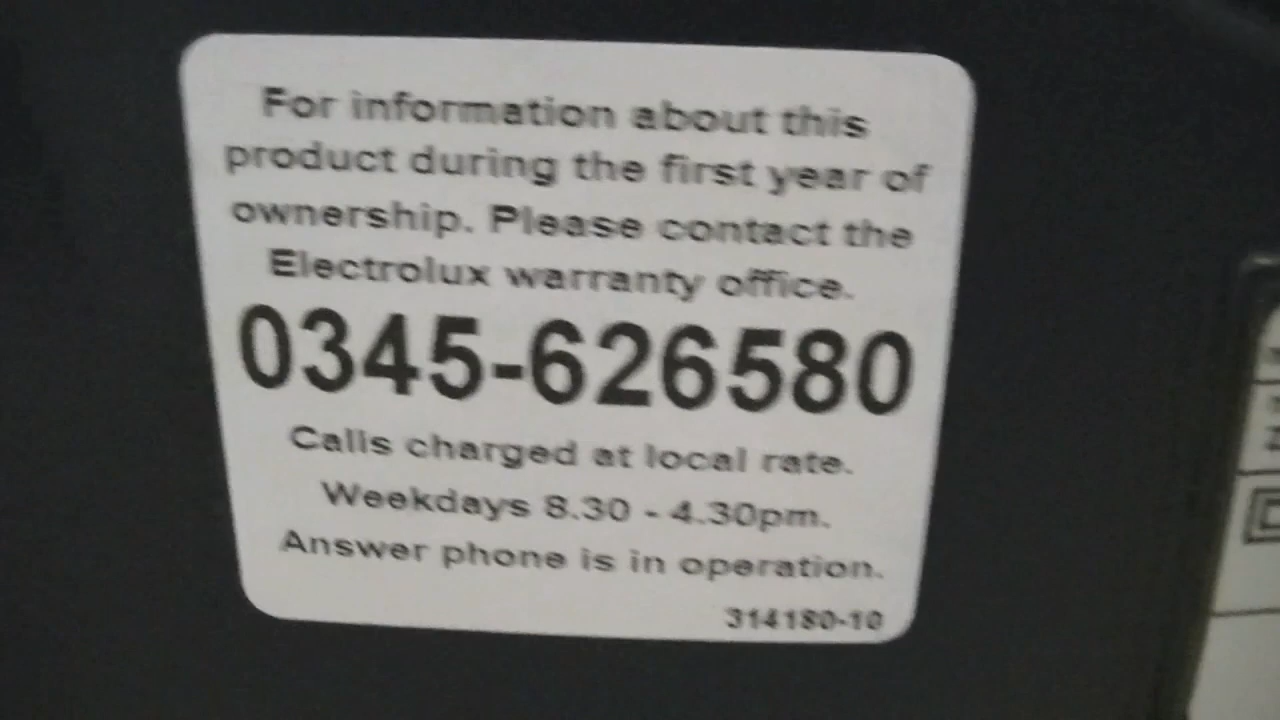 For information about this
product during the first year of
ownership. Please contact the
Electrolux warranty office.
0345-626580
Calls charged at local rate.
Weekdays 8.30 - 4.30pm.
Answer phone is in operation.
314180-10